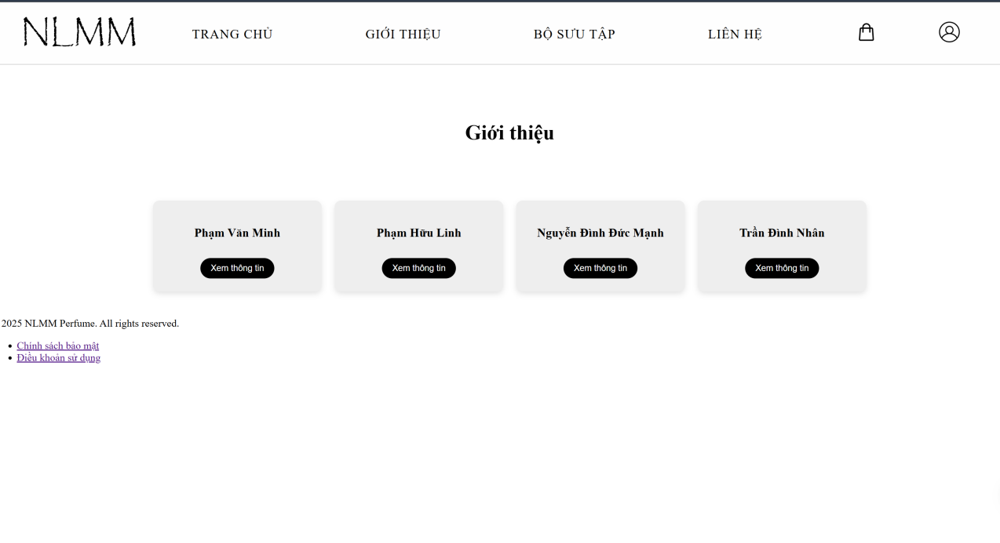 NLMM TRANG CHỦ GIỚI THIỆU BỘ SƯU TẬP LIÊN HỆ
Giới thiệu
Phạm Văn Minh Phạm Hữu Linh Nguyễn Đình Đức Mạnh Trần Đình Nhân
Xem thông tin Xem thông tin Xem thông tin Xem thông tin
2025 NLMM Perfume. All rights reserved.
Chính sách bảo mật
Điều khoản sử dụng